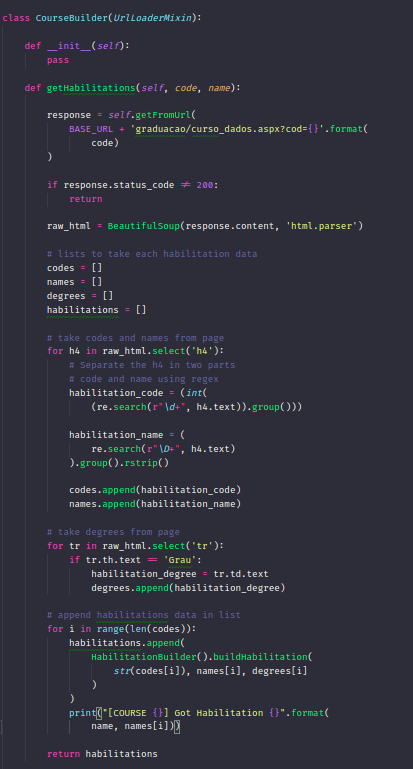 class CourseBuilder(UrlLoaderMixin):
def __init__(self):
pass
def getHabilitations(self, code, name):
response = self.getFromUrl(
BASE_URL + 'graduacao/curso_dados.aspx?cod={}'.format(
code)
)
if response.status_code != 200:
return
raw_html = BeautifulSoup(response.content, 'html.parser')
# lists to take each habilitation data
codes = []
names = []
degrees = []
habilitations = []
# take codes and names from page
for h4 in raw_html.select('h4'):
# Separate the h4 in two parts
# code and name using regex
habilitation_code = (int(
(re.search(r"\d+", h4.text)).group()))
habilitation_name = (
re.search(r"\D+", h4.text)
).group().rstrip()
codes.append(habilitation_code)
names.append(habilitation_name)
# take degrees from page
for tr in raw_html.select('tr'):
if tr.th.text == 'Grau':
habilitation_degree = tr.td.text
degrees.append(habilitation_degree)
# append habilitations data in list
for i in range(len(codes)):
habilitations.append(
HabilitationBuilder().buildHabilitation(
str(codes[i]), names[i], degrees[i]
)
)
print("[COURSE {}] Got Habilitation {}".format(
name, names[i]))
return habilitations